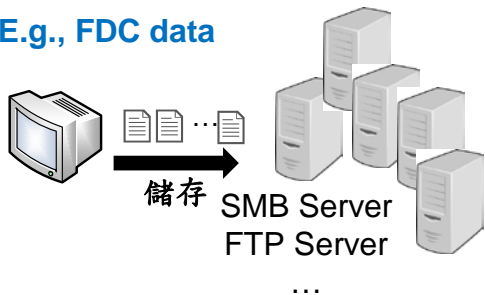 E.g., FDC data
…
儲存
SMB Server
FTP Server
…